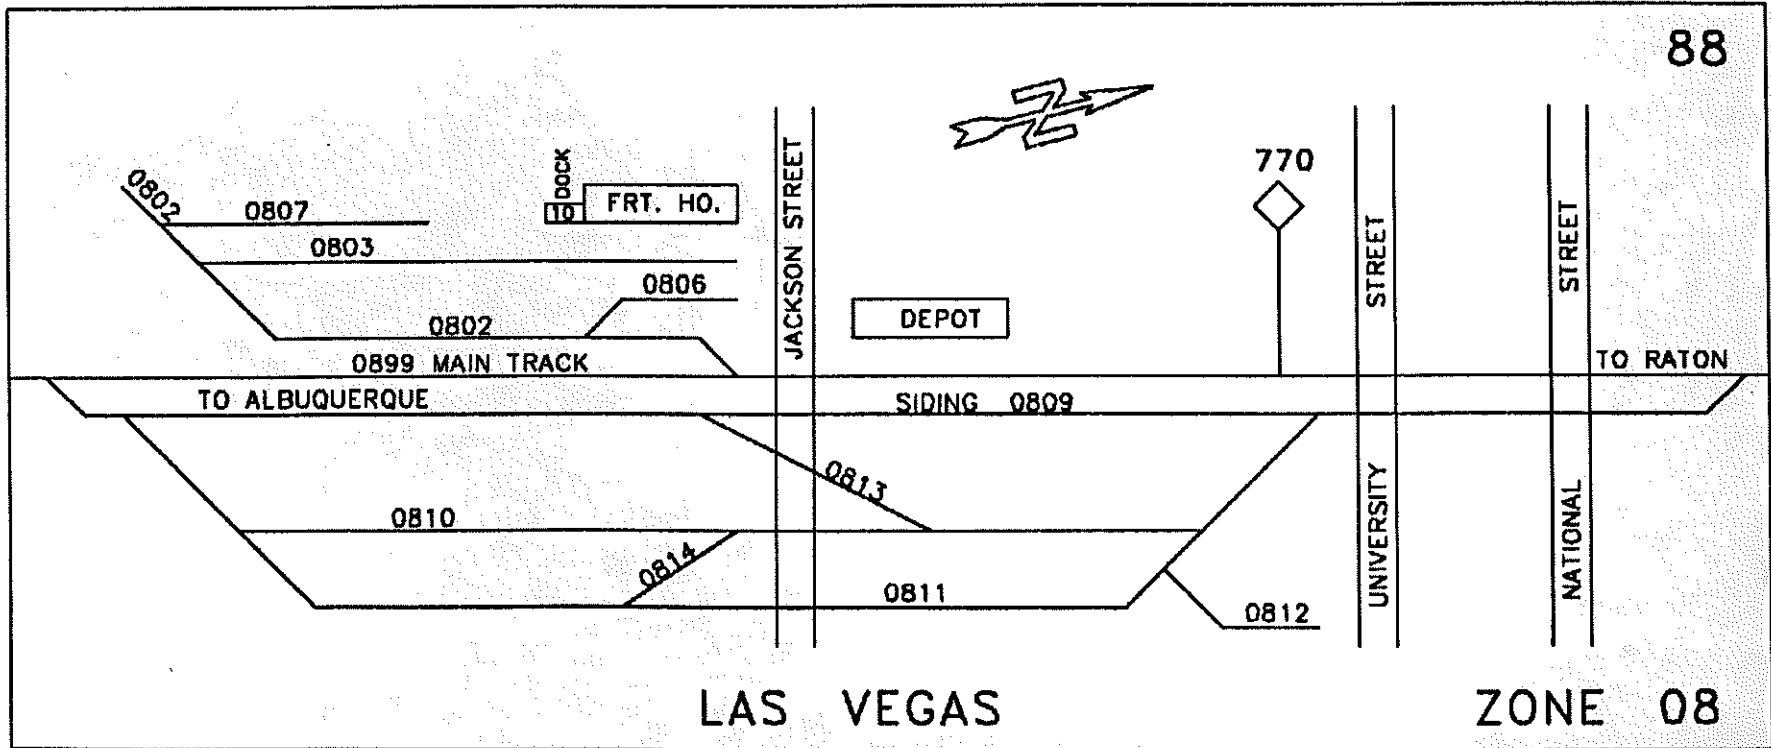 88
770
DOCK
10
FRT. HO.
0802
0807
0803
0806
0802
JACKSON STREET
DEPOT
STREET
STREET
0899 MAIN TRACK
TO RATON
TO ALBUQUERQUE
SIDING 0809
0813
UNIVERSITY
NATIONAL
0810
0814
0811
0812
LAS VEGAS
ZONE 08